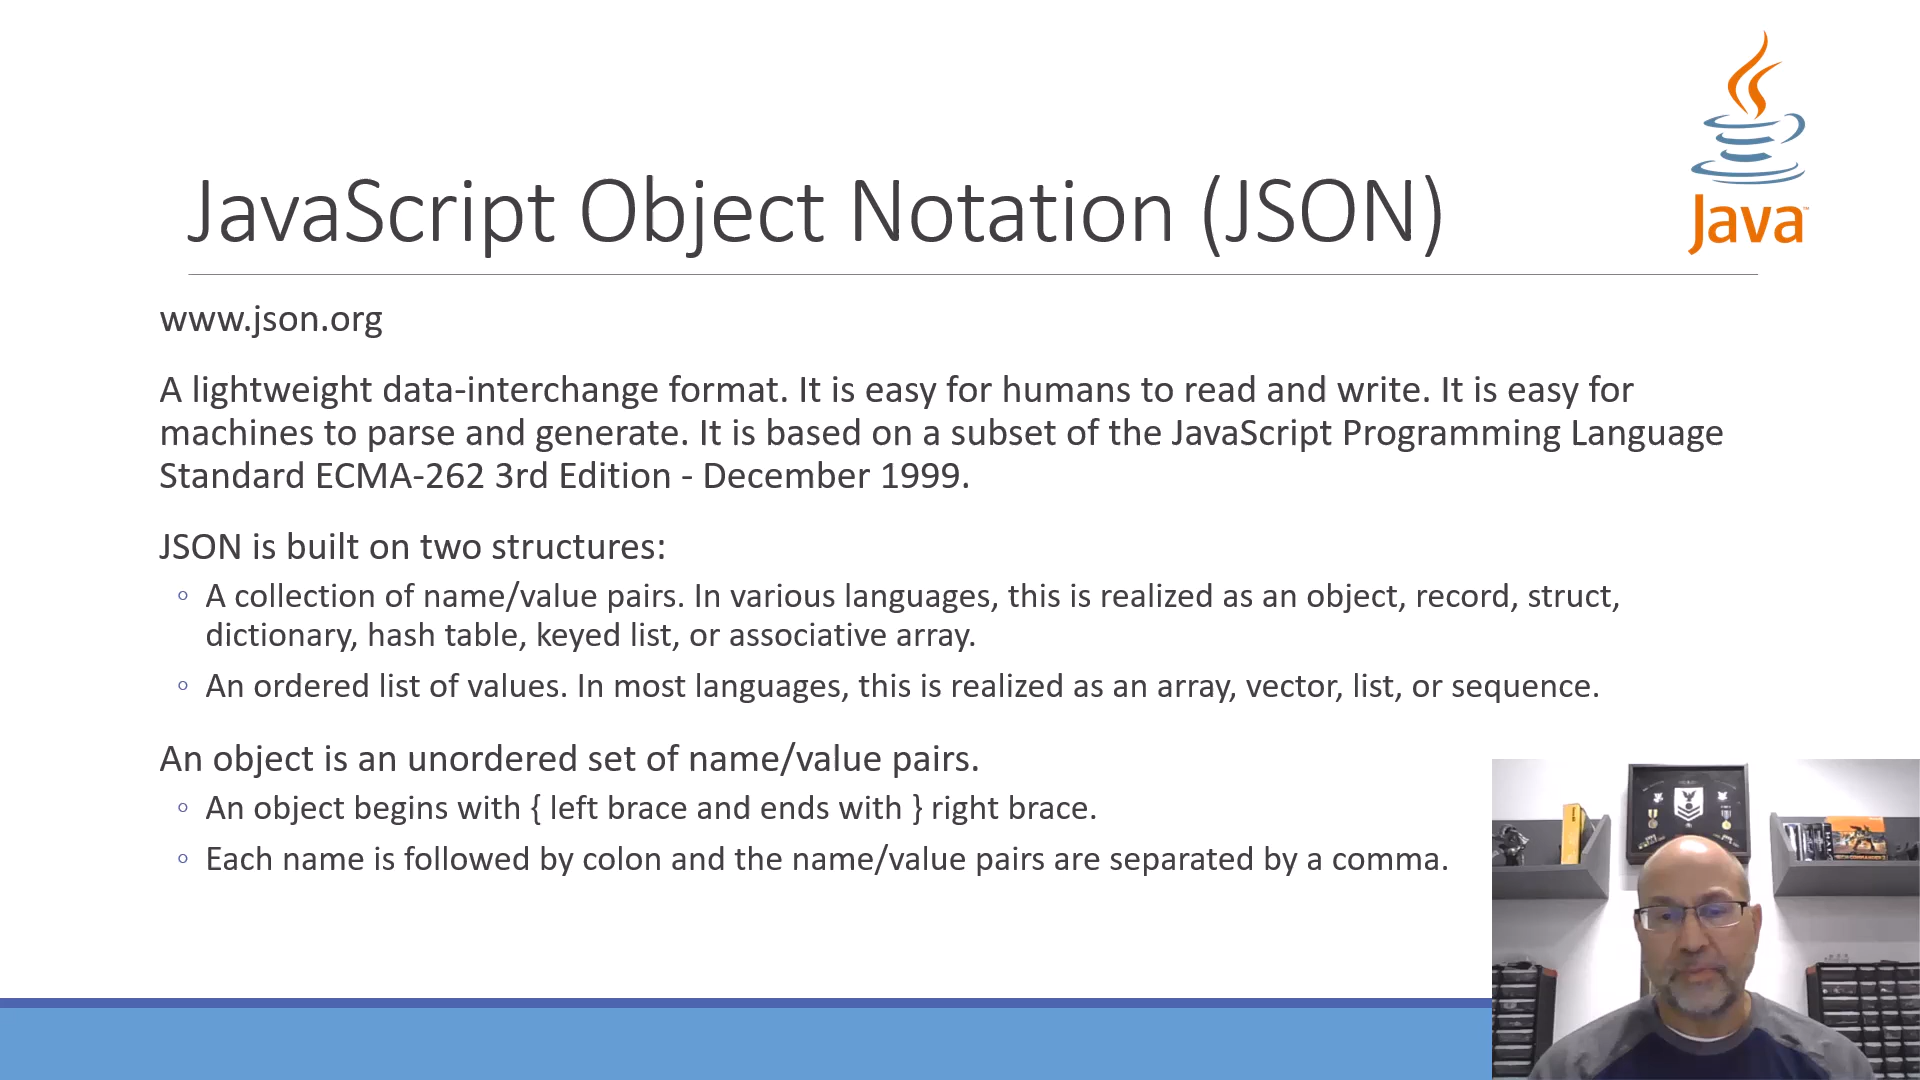 JavaScript Object Notation (JSON)
Java™
www.json.org
A lightweight data-interchange format. It is easy for humans to read and write. It is easy for
machines to parse and generate. It is based on a subset of the JavaScript Programming Language
Standard ECMA-262 3rd Edition - December 1999.
JSON is built on two structures:
◦ A collection of name/value pairs. In various languages, this is realized as an object, record, struct,
dictionary, hash table, keyed list, or associative array.
◦ An ordered list of values. In most languages, this is realized as an array, vector, list, or sequence.
An object is an unordered set of name/value pairs.
◦ An object begins with { left brace and ends with } right brace.
◦ Each name is followed by colon and the name/value pairs are separated by a comma.